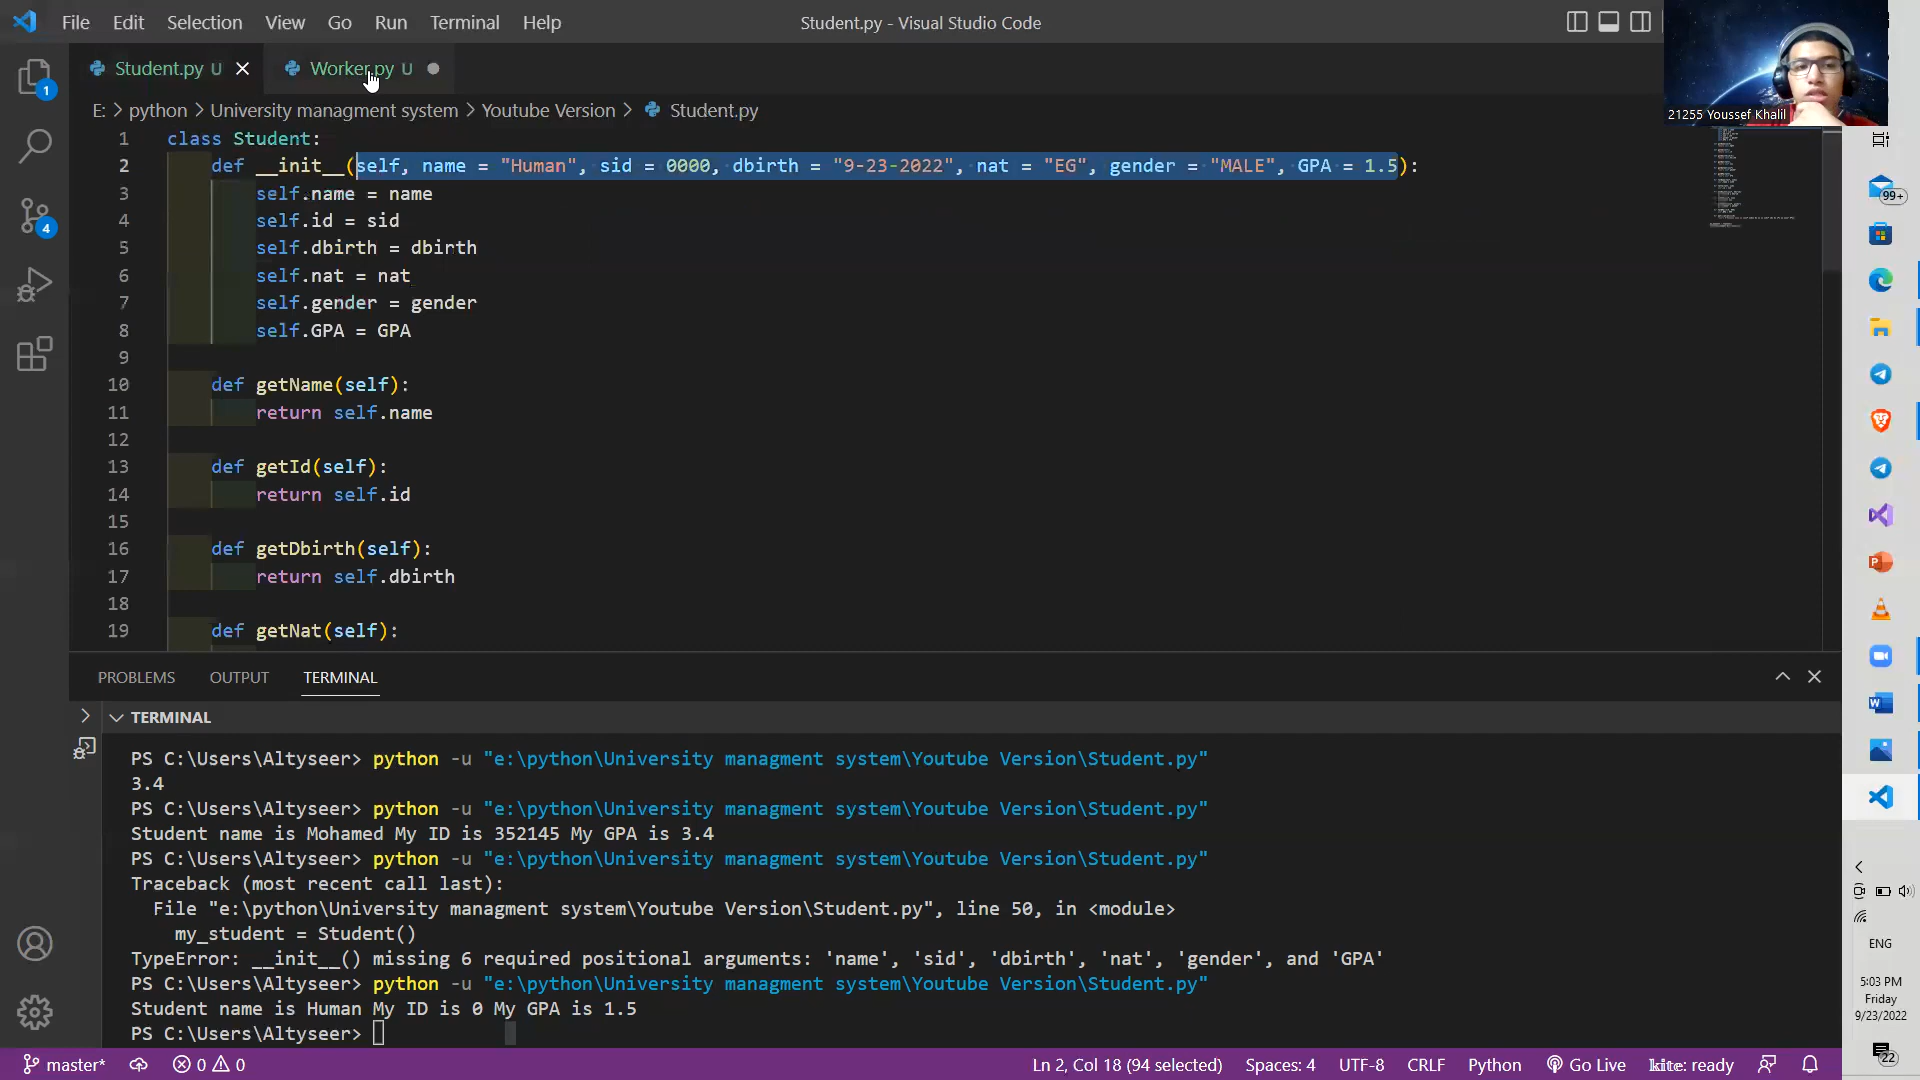 File Edit Selection View Go Run Terminal Help
Student.py - Visual Studio Code
Student.py U
Worker.py U
21255 Youssef Khalil
E: > python > University managment system > Youtube Version > Student.py
1 class Student:
2 def __init__(self, name = "Human", sid = 0000, dbirth = "9-23-2022", nat = "EG", gender = "MALE", GPA = 1.5):
3 self.name = name
4 self.id = sid
5 self.dbirth = dbirth
6 self.nat = nat
7 self.gender = gender
8 self.GPA = GPA
9
10 def getName(self):
11 return self.name
12
13 def getId(self):
14 return self.id
15
16 def getDbirth(self):
17 return self.dbirth
18
19 def getNat(self):
PROBLEMS OUTPUT TERMINAL
TERMINAL
PS C:\Users\Altyseer> python -u "e:\python\University managment system\Youtube Version\Student.py"
3.4
PS C:\Users\Altyseer> python -u "e:\python\University managment system\Youtube Version\Student.py"
Student name is Mohamed My ID is 352145 My GPA is 3.4
PS C:\Users\Altyseer> python -u "e:\python\University managment system\Youtube Version\Student.py"
Traceback (most recent call last):
File "e:\python\University managment system\Youtube Version\Student.py", line 50, in <module>
my_student = Student()
TypeError: __init__() missing 6 required positional arguments: 'name', 'sid', 'dbirth', 'nat', 'gender', and 'GPA'
PS C:\Users\Altyseer> python -u "e:\python\University managment system\Youtube Version\Student.py"
Student name is Human My ID is 0 My GPA is 1.5
PS C:\Users\Altyseer>
master* 0 0
Ln 2, Col 18 (94 selected) Spaces: 4 UTF-8 CRLF Python Go Live kite: ready
1
4
99+
ENG
5:03 PM
Friday
9/23/2022
22